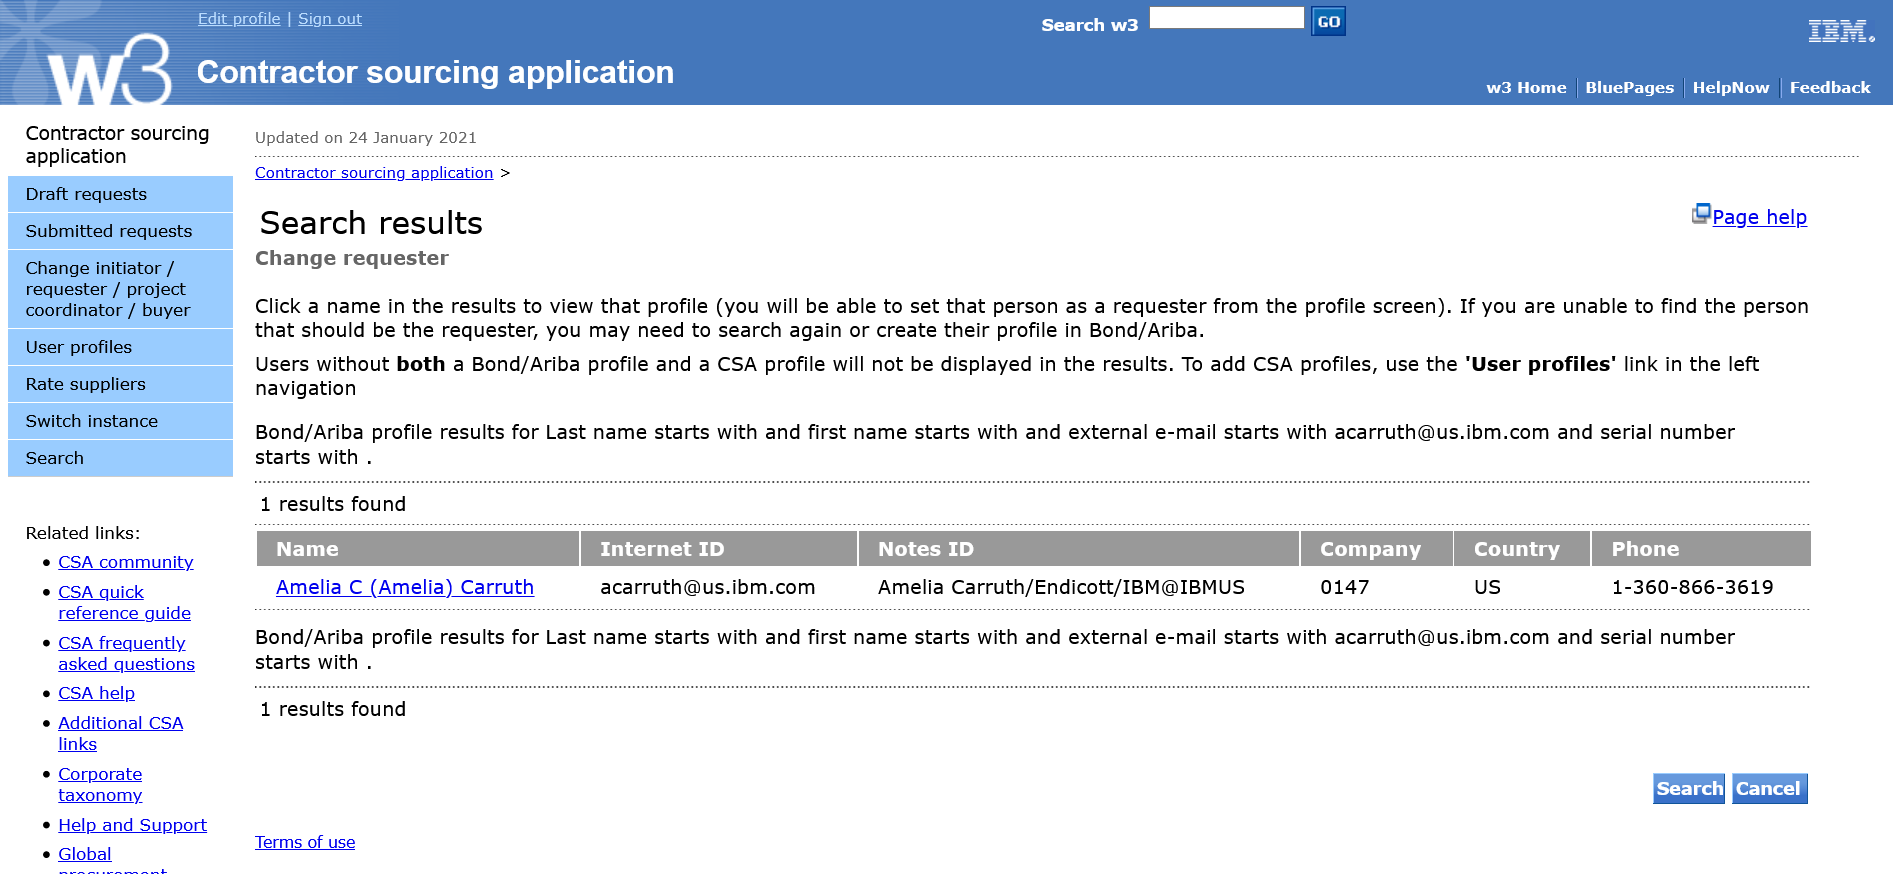 Edit profile | Sign out
Search w3 GO
IBM.
w3
Contractor sourcing application
w3 Home BluePages HelpNow Feedback
Contractor sourcing
application
Draft requests
Submitted requests
Change initiator /
requester / project
coordinator / buyer
User profiles
Rate suppliers
Switch instance
Search
Related links:
• CSA community
• CSA quick
reference guide
• CSA frequently
asked questions
• CSA help
• Additional CSA
links
• Corporate
taxonomy
• Help and Support
• Global
procurement
Updated on 24 January 2021
Contractor sourcing application >
Search results
Page help
Change requester
Click a name in the results to view that profile (you will be able to set that person as a requester from the profile screen). If you are unable to find the person
that should be the requester, you may need to search again or create their profile in Bond/Ariba.
Users without both a Bond/Ariba profile and a CSA profile will not be displayed in the results. To add CSA profiles, use the 'User profiles' link in the left
navigation
Bond/Ariba profile results for Last name starts with and first name starts with and external e-mail starts with acarruth@us.ibm.com and serial number
starts with .
1 results found
Name Internet ID Notes ID Company Country Phone
Amelia C (Amelia) Carruth acarruth@us.ibm.com Amelia Carruth/Endicott/IBM@IBMUS 0147 US 1-360-866-3619
Bond/Ariba profile results for Last name starts with and first name starts with and external e-mail starts with acarruth@us.ibm.com and serial number
starts with .
1 results found
Search Cancel
Terms of use